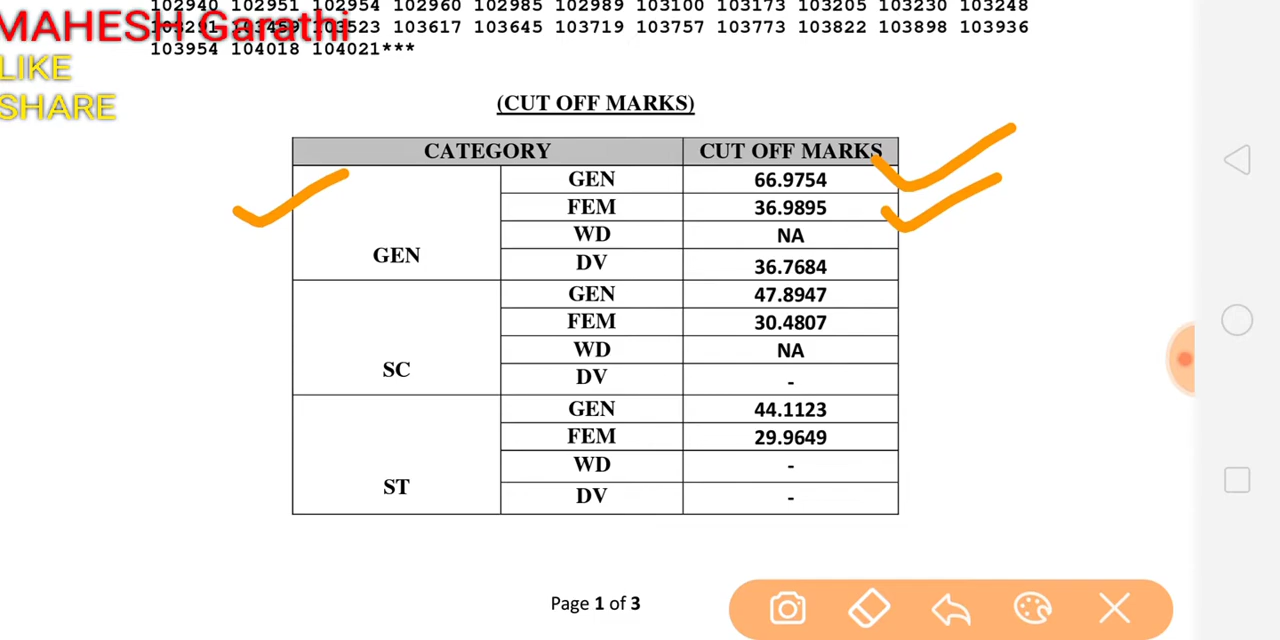 102940 102951 102954 102960 102985 102989 103100 103173 103205 103230 103248
MAHESH Garathi
103291 103459 103523 103617 103645 103719 103757 103773 103822 103898 103936
103954 104018 104021***
LIKE
SHARE
(CUT OFF MARKS)
CATEGORY CUT OFF MARKS
GEN GEN 66.9754
FEM 36.9895
WD NA
DV 36.7684
SC GEN 47.8947
FEM 30.4807
WD NA
DV -
ST GEN 44.1123
FEM 29.9649
WD -
DV -
Page 1 of 3